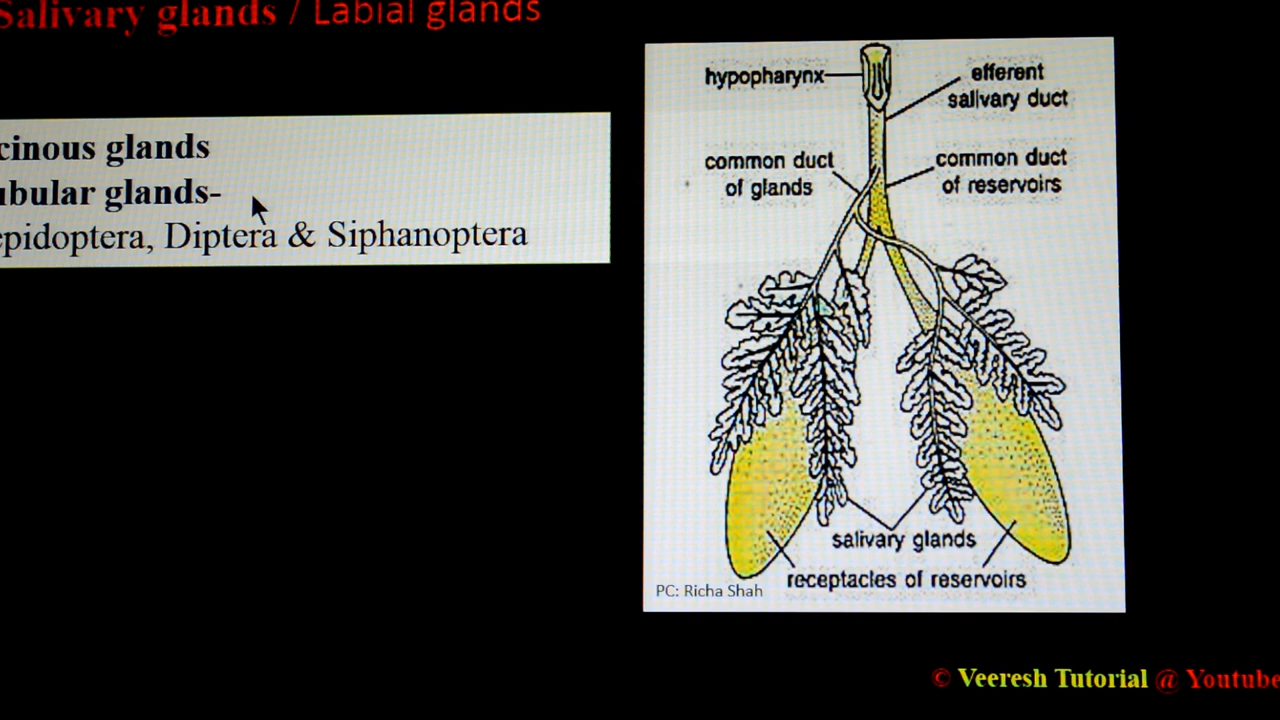 Salivary glands / Labial glands
cinous glands
ubular glands-
epidoptera, Diptera & Siphanoptera
hypopharynx
efferent
salivary duct
common duct
of glands
common duct
of reservoirs
salivary glands
receptacles of reservoirs
PC: Richa Shah
© Veeresh Tutorial @ Youtube